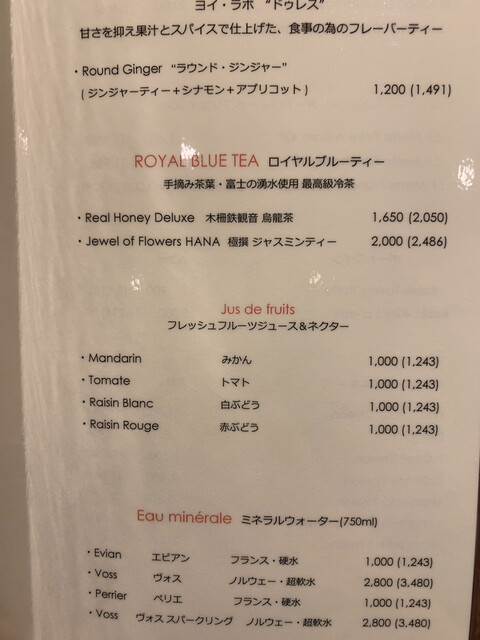 ヨイ・ラボ “ドゥレス”
甘さを抑え果汁とスパイスで仕上げた、食事の為のフレーバーティー
・Round Ginger “ラウンド・ジンジャー”
(ジンジャーティー＋シナモン＋アプリコット) 1,200 (1,491)
ROYAL BLUE TEA ロイヤルブルーティー
手摘み茶葉・富士の湧水使用 最高級冷茶
・Real Honey Deluxe 木柵鉄観音 烏龍茶 1,650 (2,050)
・Jewel of Flowers HANA 極撰 ジャスミンティー 2,000 (2,486)
Jus de fruits
フレッシュフルーツジュース＆ネクター
・Mandarin みかん 1,000 (1,243)
・Tomate トマト 1,000 (1,243)
・Raisin Blanc 白ぶどう 1,000 (1,243)
・Raisin Rouge 赤ぶどう 1,000 (1,243)
Eau minérale ミネラルウォーター(750ml)
・Evian エビアン フランス・硬水 1,000 (1,243)
・Voss ヴォス ノルウェー・超軟水 2,800 (3,480)
・Perrier ペリエ フランス・硬水 1,000 (1,243)
・Voss ヴォス スパークリング ノルウェー・超軟水 2,800 (3,480)